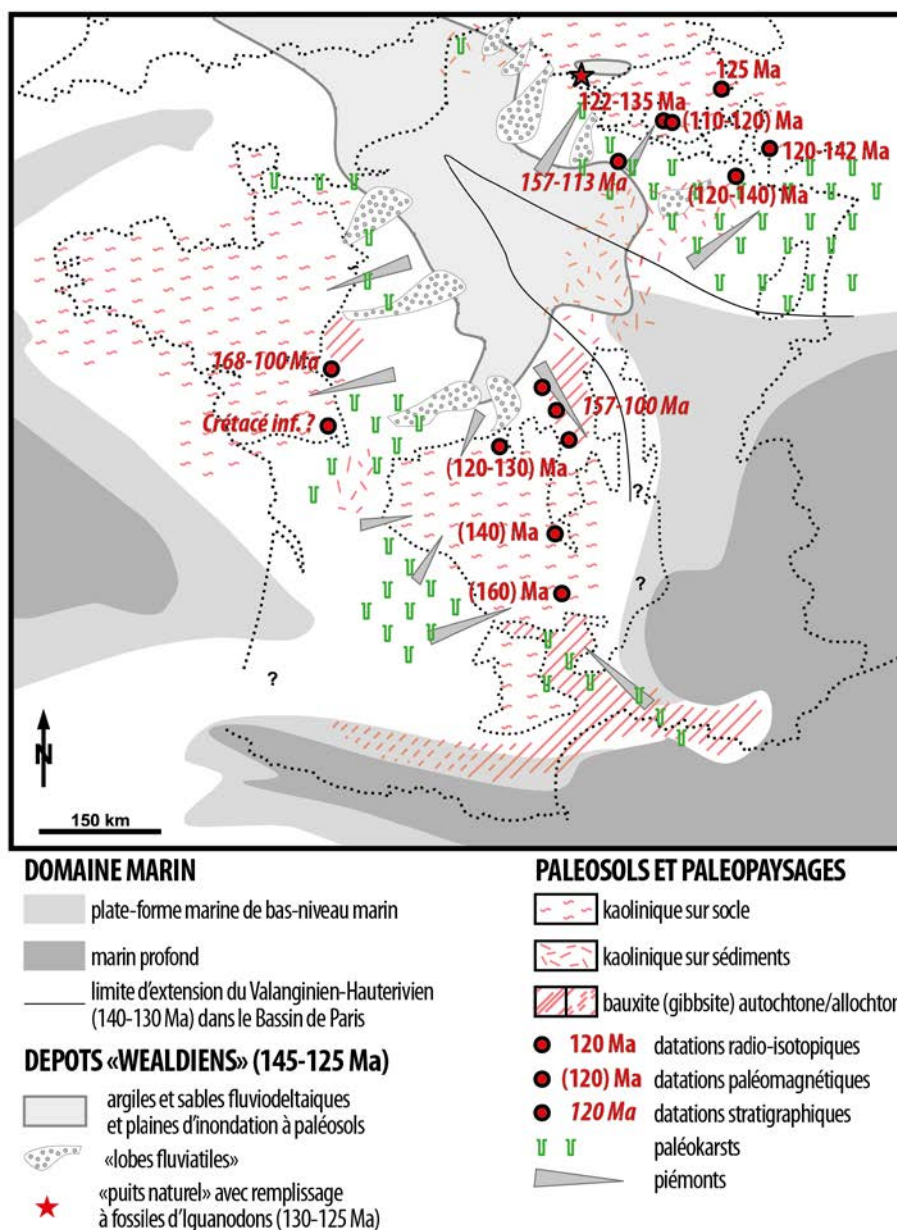 125 Ma
122-135 Ma
(110-120) Ma
120-142 Ma
157-113 Ma
(120-140) Ma
168-100 Ma
157-100 Ma
Crétacé inf. ?
(120-130) Ma
?
(140) Ma
?
(160) Ma
?
N
150 km
DOMAINE MARIN
plate-forme marine de bas-niveau marin
marin profond
limite d'extension du Valanginien-Hauterivien
(140-130 Ma) dans le Bassin de Paris
DEPOTS «WEALDIENS» (145-125 Ma)
argiles et sables fluviodeltaiques
et plaines d'inondation à paléosols
«lobes fluviatiles»
«puits naturel» avec remplissage
à fossiles d'Iguanodons (130-125 Ma)
PALEOSOLS ET PALEOPAYSAGES
kaolinique sur socle
kaolinique sur sédiments
bauxite (gibbsite) autochtone/allochton
120 Ma datations radio-isotopiques
(120) Ma datations paléomagnétiques
120 Ma datations stratigraphiques
paléokarsts
piémonts